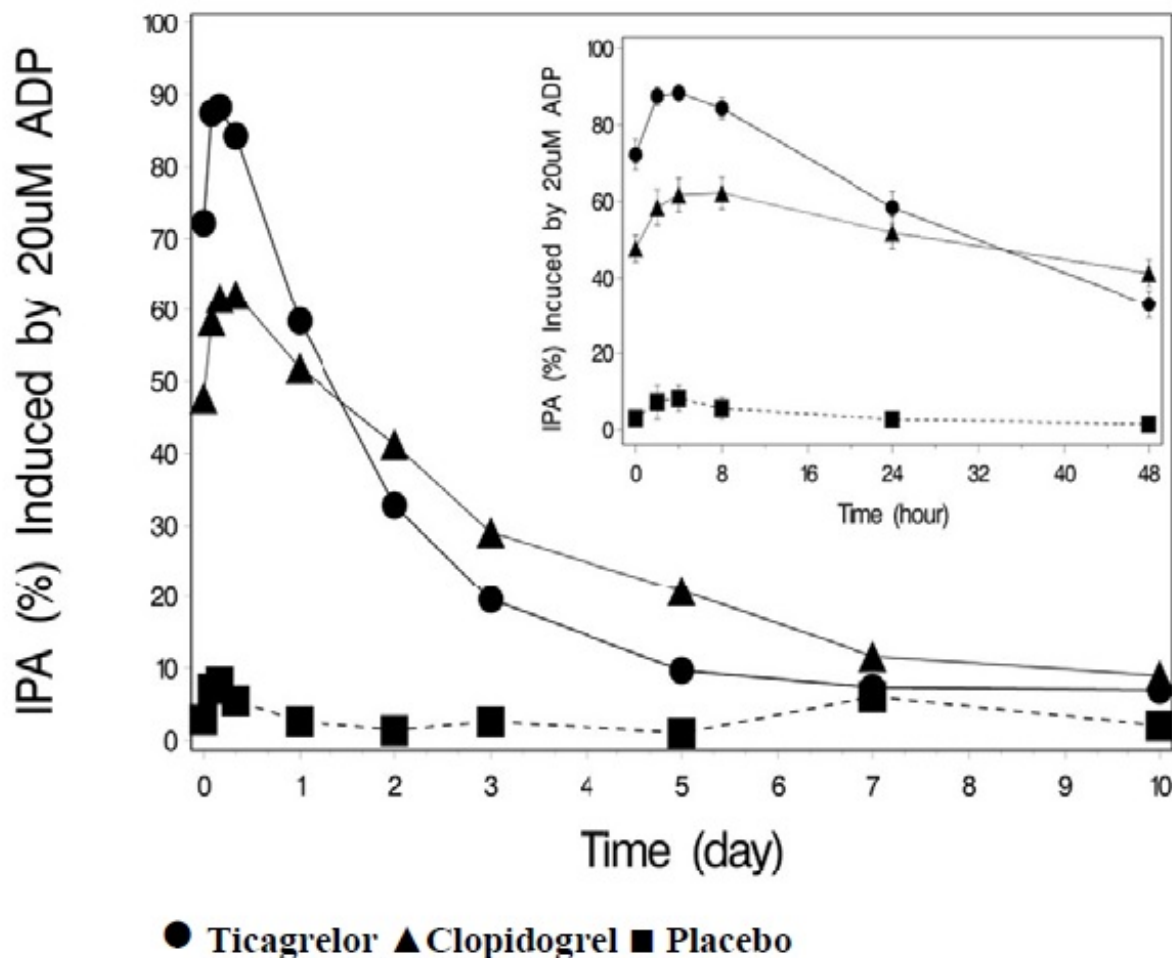 IPA (%) Induced by 20uM ADP
100
90
80
70
60
50
40
30
20
10
0
IPA (%) Incuced by 20uM ADP
100
80
60
40
20
0
0 8 16 24 32 40 48
Time (hour)
0 1 2 3 4 5 6 7 8 9 10
Time (day)
Ticagrelor Clopidogrel Placebo